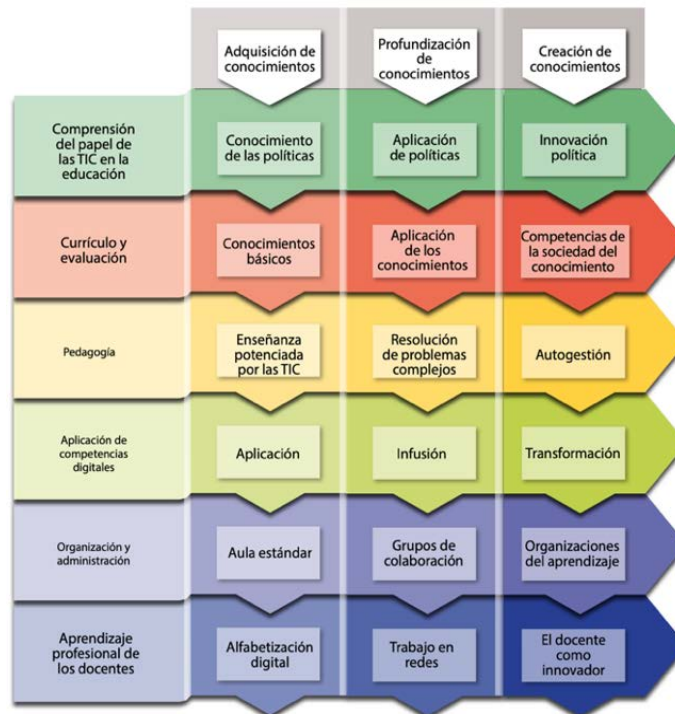 Adquisición de
conocimientos
Profundización
de
conocimientos
Creación de
conocimientos
Comprensión
del papel de
las TIC en la
educación
Conocimiento
de las políticas
Aplicación
de políticas
Innovación
política
Currículo y
evaluación
Conocimientos
básicos
Aplicación
de los
conocimientos
Competencias de
la sociedad del
conocimiento
Pedagogía
Enseñanza
potenciada
por las TIC
Resolución
de problemas
complejos
Autogestión
Aplicación de
competencias
digitales
Aplicación
Infusión
Transformación
Organización y
administración
Aula estándar
Grupos de
colaboración
Organizaciones
del aprendizaje
Aprendizaje
profesional de
los docentes
Alfabetización
digital
Trabajo en
redes
El docente
como
innovador